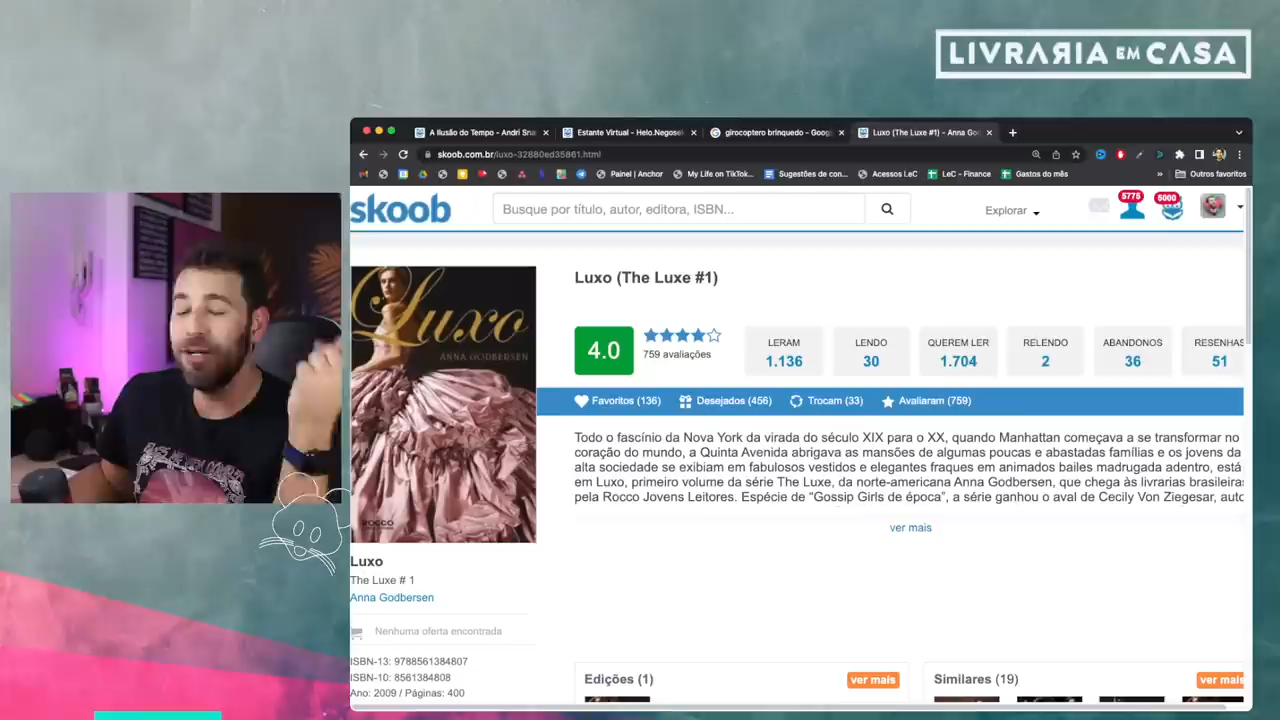 LIVRARIA EM CASA
A Ilusão do Tempo - Andri Sna
Estante Virtual - Helo.Negosek
girocoptero brinquedo - Goog
Luxo (The Luxe #1) - Anna Go
skoob.com.br/luxo-32880ed35861.html
Painel | Anchor
My Life on TikTok...
Sugestões de con...
Acessos LeC
LeC - Finance
Gastos do mês
»
Outros favoritos
skoob
Busque por título, autor, editora, ISBN...
Explorar
5775
5000
Luxo
ANNA GODBERSEN
ROCCO
Luxo (The Luxe #1)
4.0
759 avaliações
LERAM
1.136
LENDO
30
QUEREM LER
1.704
RELENDO
2
ABANDONOS
36
RESENHAS
51
Favoritos (136)
Desejados (456)
Trocam (33)
Avaliaram (759)
Todo o fascínio da Nova York da virada do século XIX para o XX, quando Manhattan começava a se transformar no
coração do mundo, a Quinta Avenida abrigava as mansões de algumas poucas e abastadas famílias e os jovens da
alta sociedade se exibiam em fabulosos vestidos e elegantes fraques em animados bailes madrugada adentro, está
em Luxo, primeiro volume da série The Luxe, da norte-americana Anna Godbersen, que chega às livrarias brasileiras
pela Rocco Jovens Leitores. Espécie de “Gossip Girls de época”, a série ganhou o aval de Cecily Von Ziegesar, auto
ver mais
Luxo
The Luxe # 1
Anna Godbersen
Nenhuma oferta encontrada
ISBN-13: 9788561384807
ISBN-10: 8561384808
Ano: 2009 / Páginas: 400
Edições (1)
ver mais
Similares (19)
ver mais